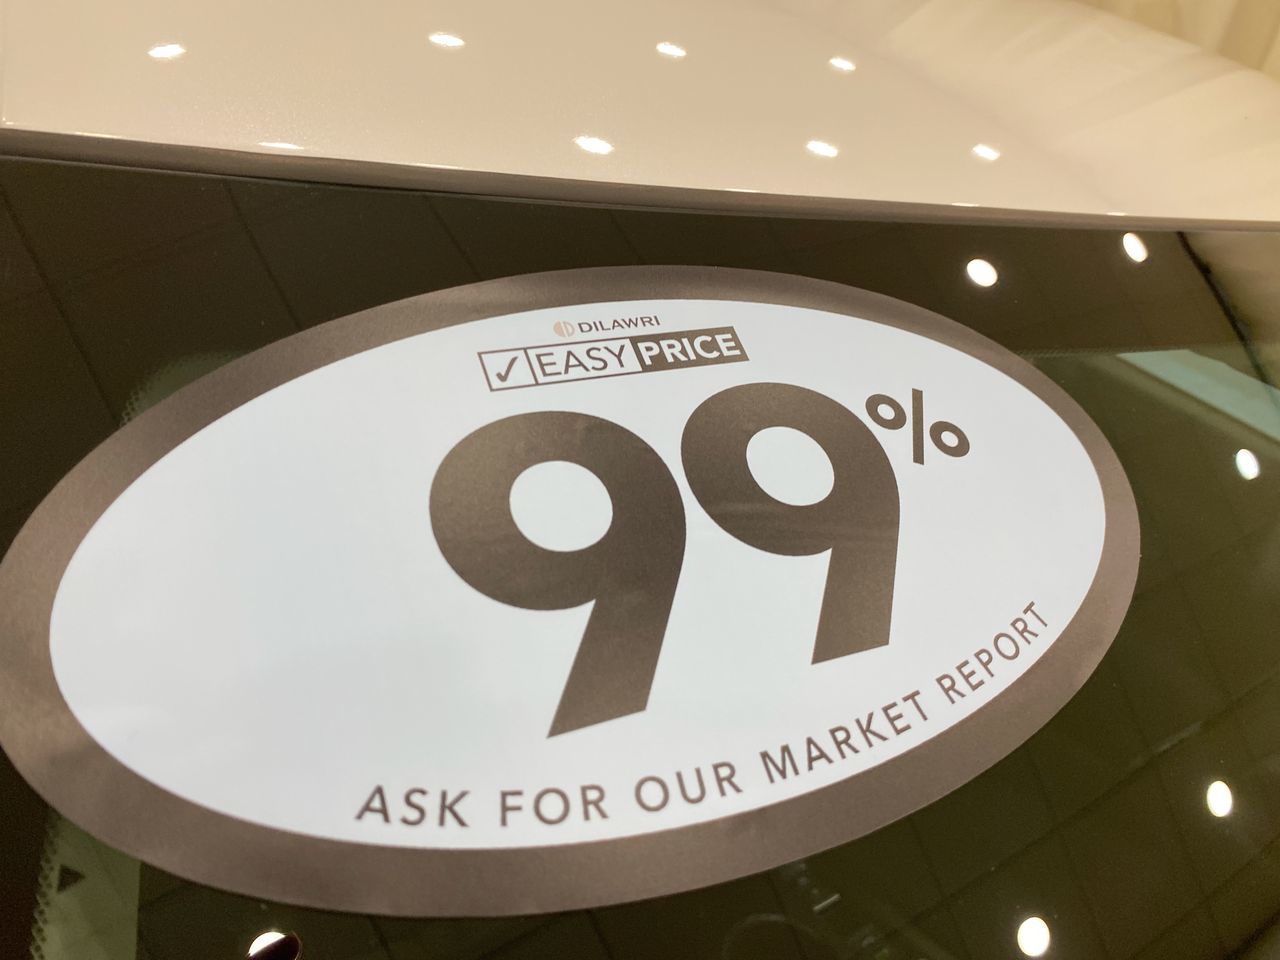 DILAWRI
✓ EASY PRICE
99%
ASK FOR OUR MARKET REPORT